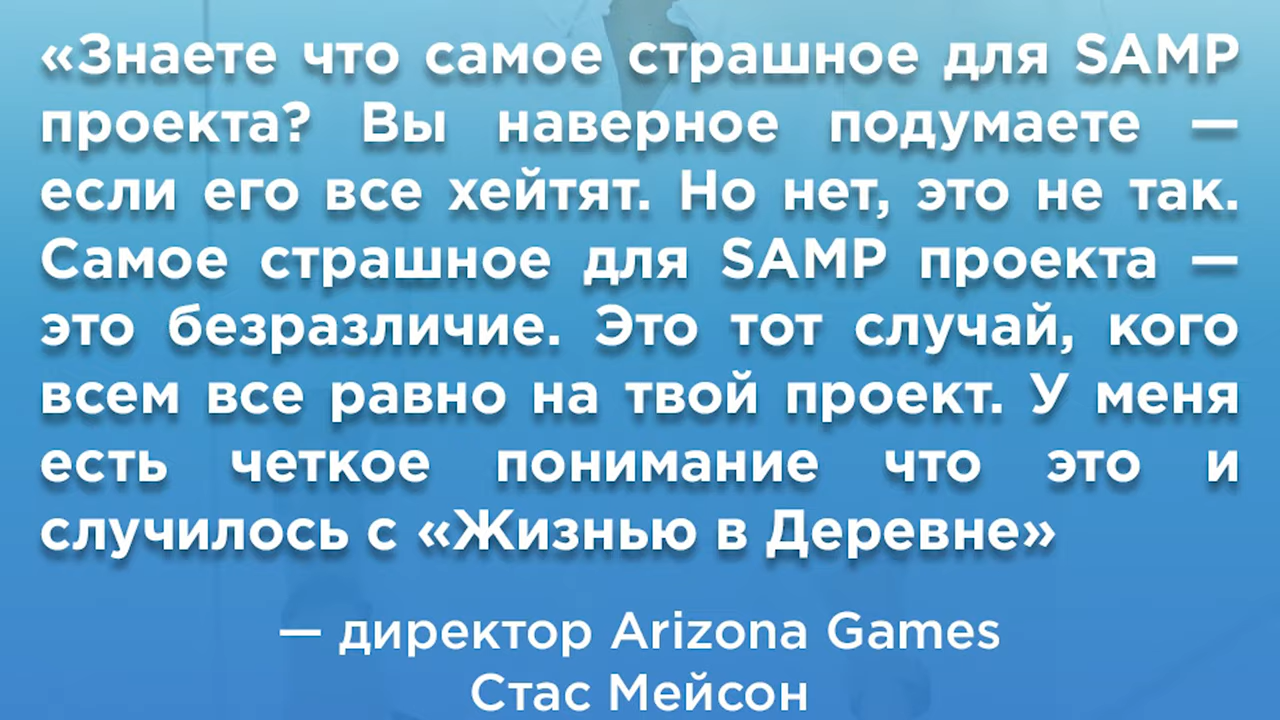 «Знаете что самое страшное для SAMP
проекта? Вы наверное подумаете —
если его все хейтят. Но нет, это не так.
Самое страшное для SAMP проекта —
это безразличие. Это тот случай, кого
всем все равно на твой проект. У меня
есть четкое понимание что это и
случилось с «Жизнью в Деревне»
— директор Arizona Games
Стас Мейсон